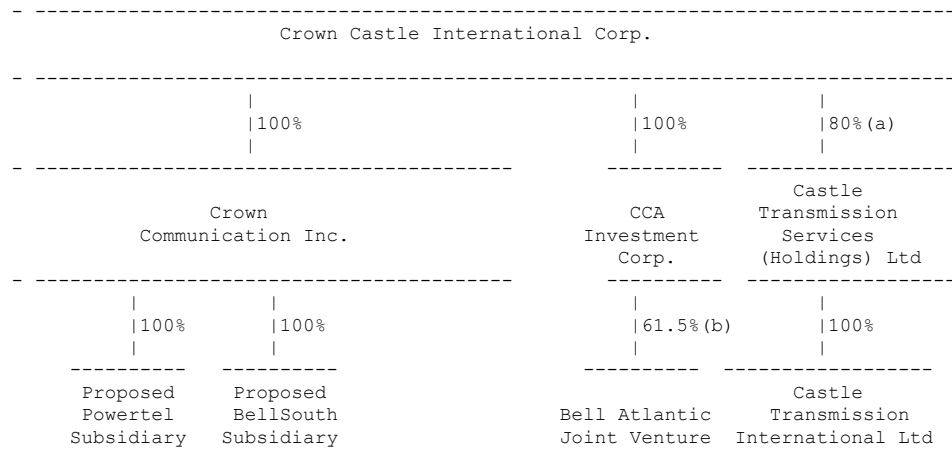 - --------------------------------------------------------------------------------
Crown Castle International Corp.
- --------------------------------------------------------------------------------
| | |
|100% |100% |80%(a)
| | |
- ----------------------------------------- ---------- ------------------
Castle
Crown CCA Transmission
Communication Inc. Investment Services
Corp. (Holdings) Ltd
- ----------------------------------------- ---------- ------------------
| | | |
|100% |100% |61.5%(b) |100%
| | | |
---------- ---------- ---------- ------------------
Proposed Proposed Castle
Powertel BellSouth Bell Atlantic Transmission
Subsidiary Subsidiary Joint Venture International Ltd